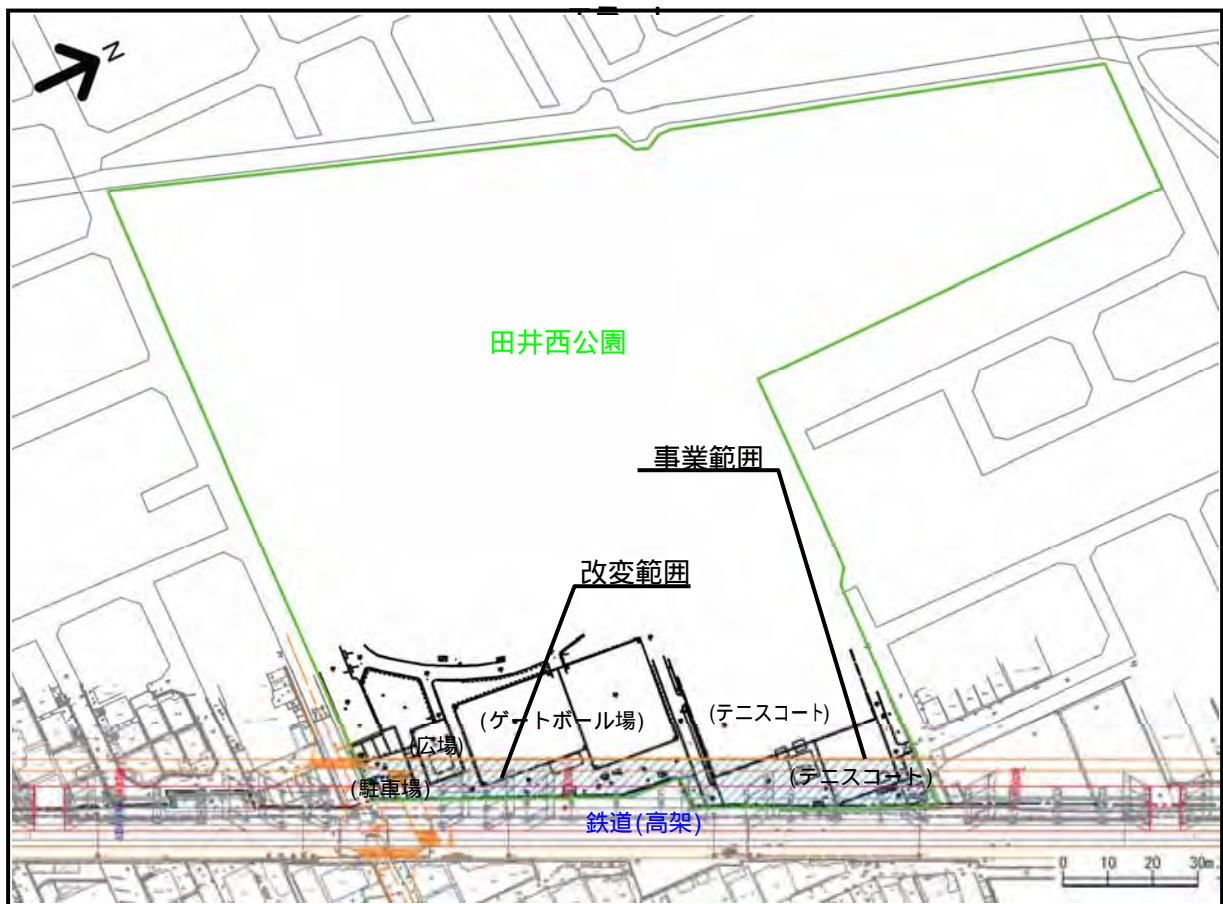 N
田井西公園
事業範囲
改変範囲
(ゲートボール場)
(テニスコート)
(広場)
(駐車場)
(テニスコート)
鉄道(高架)
0 10 20 30m